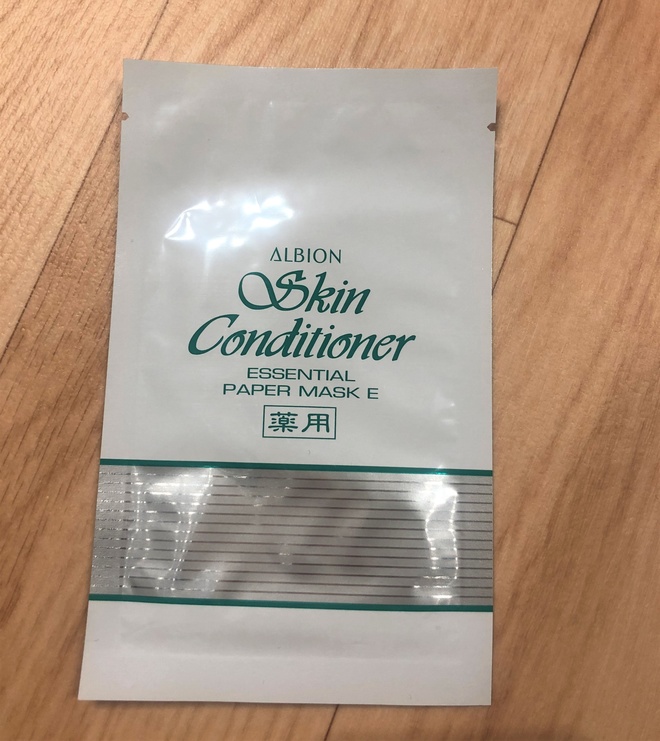 ALBION
Skin
Conditioner
ESSENTIAL
PAPER MASK E
薬用